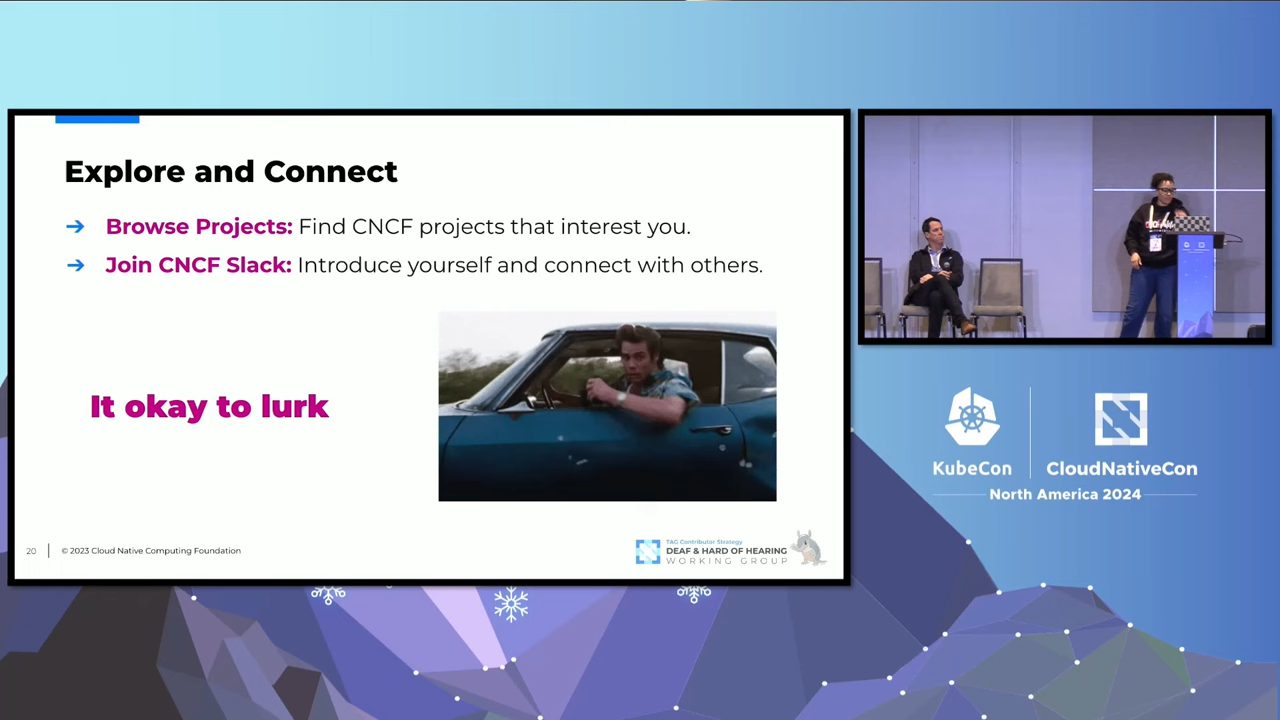 Explore and Connect
➔ Browse Projects: Find CNCF projects that interest you.
➔ Join CNCF Slack: Introduce yourself and connect with others.
It okay to lurk
20 | © 2023 Cloud Native Computing Foundation
TAG Contributor Strategy
DEAF & HARD OF HEARING
WORKING GROUP
KubeCon
CloudNativeCon
North America 2024